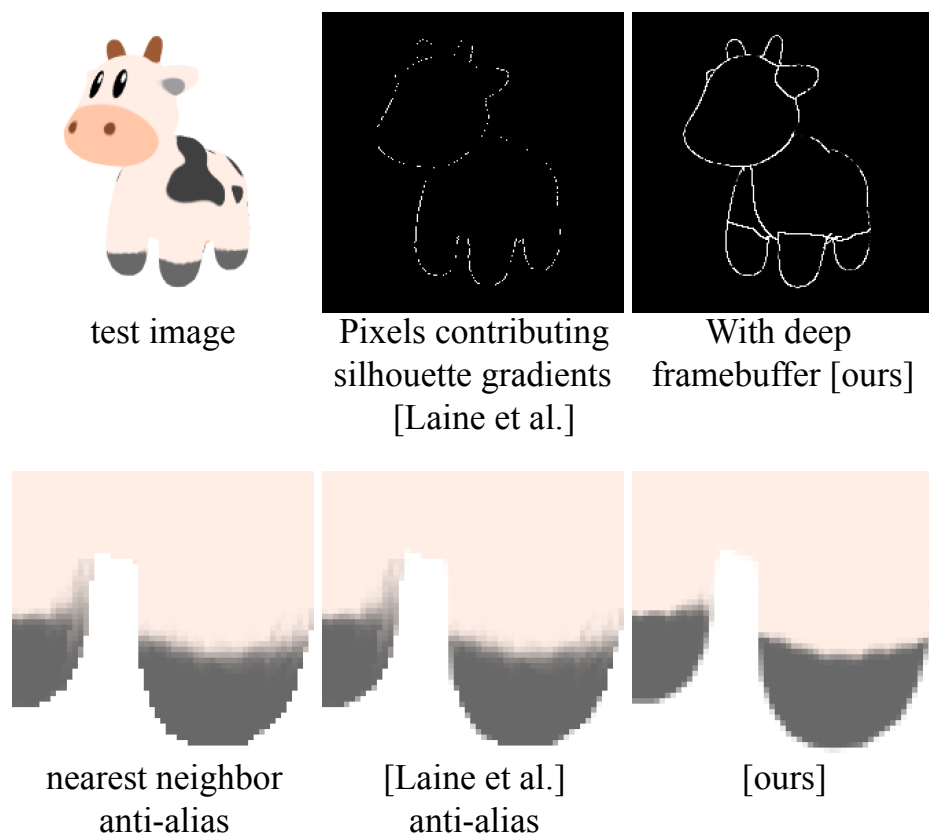 test image
Pixels contributing
silhouette gradients
[Laine et al.]
With deep
framebuffer [ours]
nearest neighbor
anti-alias
[Laine et al.]
anti-alias
[ours]